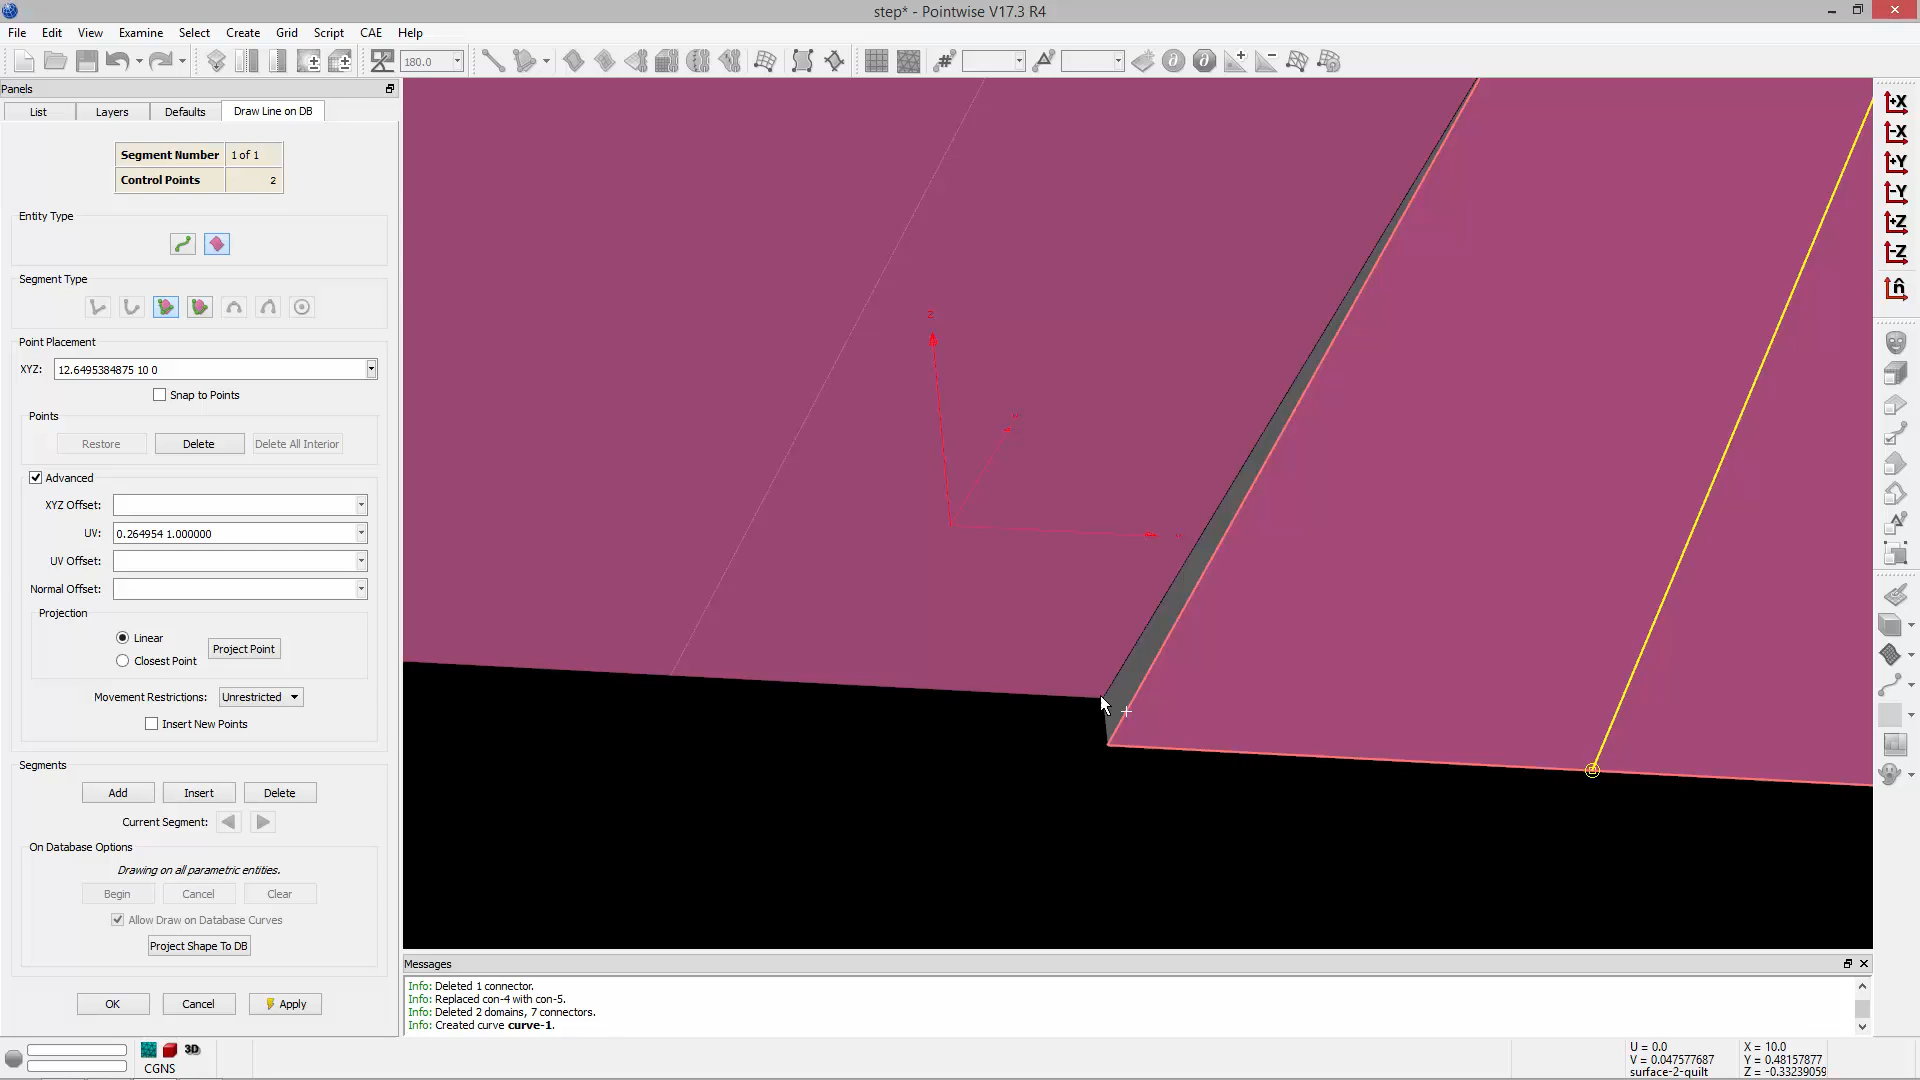 step* - Pointwise V17.3 R4
File Edit View Examine Select Create Grid Script CAE Help
180.0
Panels
List Layers Defaults Draw Line on DB
Segment Number 1 of 1
Control Points 2
Entity Type
Segment Type
Point Placement
XYZ: 12.6495384875 10 0
Snap to Points
Points
Restore Delete Delete All Interior
Advanced
XYZ Offset:
UV: 0.264954 1.000000
UV Offset:
Normal Offset:
Projection
Linear
Project Point
Closest Point
Movement Restrictions: Unrestricted
Insert New Points
Segments
Add Insert Delete
Current Segment:
On Database Options
Drawing on all parametric entities.
Begin Cancel Clear
Allow Draw on Database Curves
Project Shape To DB
OK Cancel Apply
Z
+X
-X
+Y
-Y
+Z
-Z
n̂
Messages
Info: Deleted 1 connector.
Info: Replaced con-4 with con-5.
Info: Deleted 2 domains, 7 connectors.
Info: Created curve curve-1.
3D
CGNS
U = 0.0
V = 0.047577687
surface-2-quilt
X = 10.0
Y = 0.48157877
Z = -0.33239059